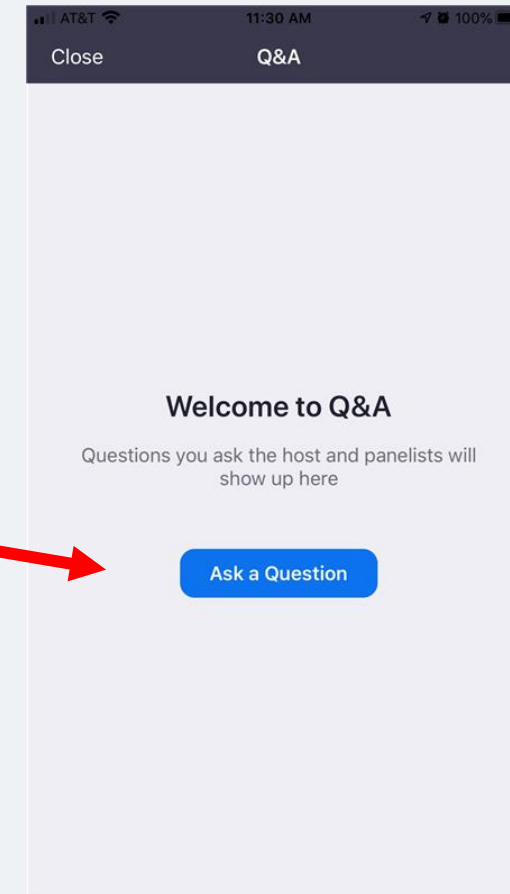 AT&T 11:30 AM 100%
Close Q&A
Welcome to Q&A
Questions you ask the host and panelists will
show up here
Ask a Question